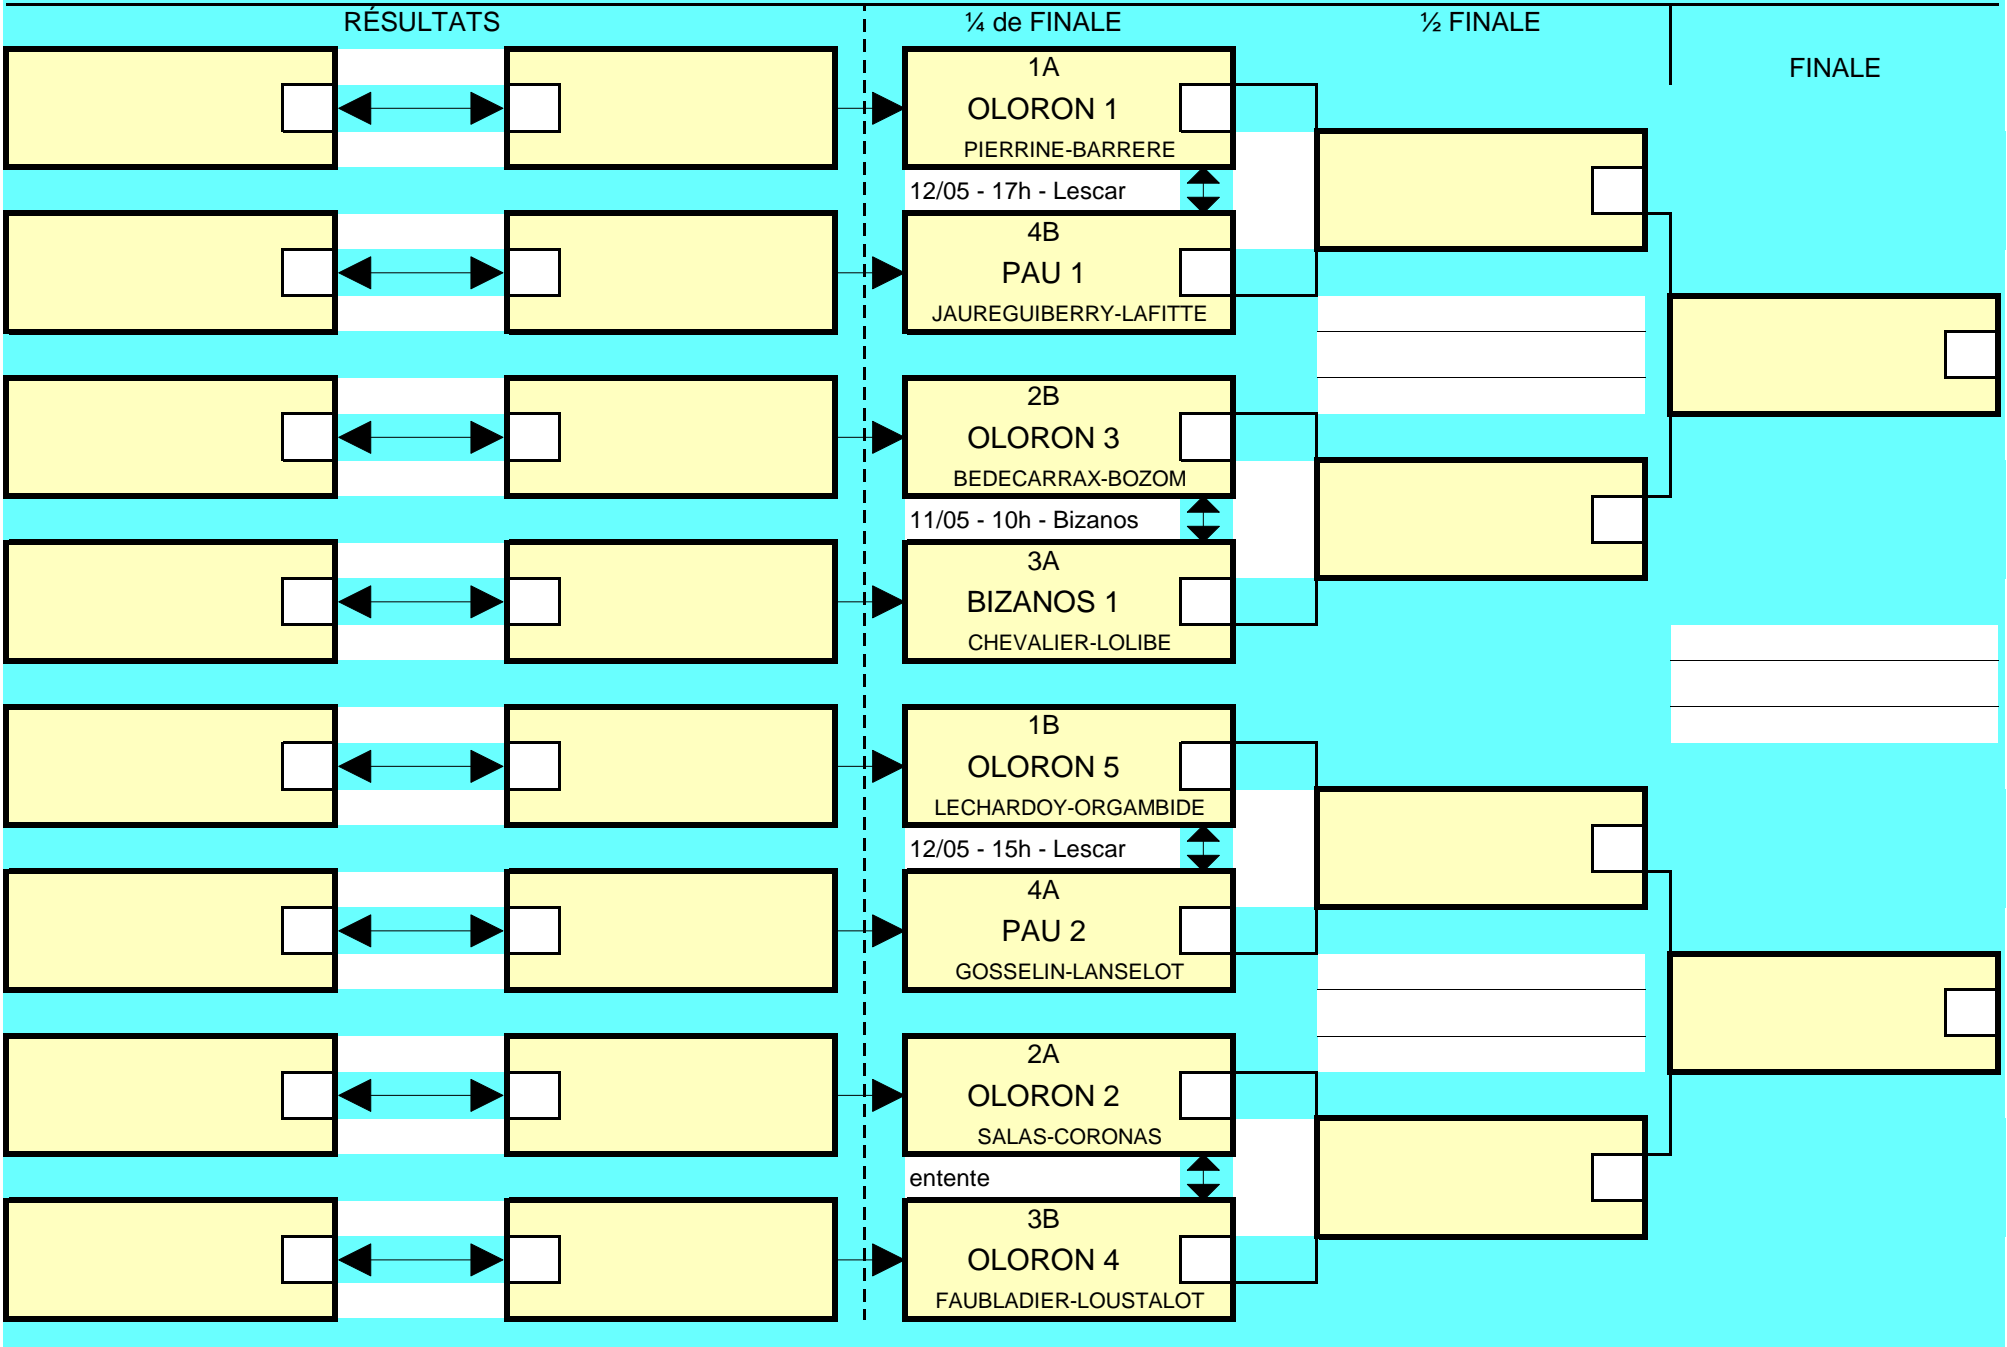 RÉSULTATS
¼ de FINALE
½ FINALE
FINALE
1A
OLORON 1
PIERRINE-BARRERE
12/05 - 17h - Lescar
4B
PAU 1
JAUREGUIBERRY-LAFITTE
2B
OLORON 3
BEDECARRAX-BOZOM
11/05 - 10h - Bizanos
3A
BIZANOS 1
CHEVALIER-LOLIBE
1B
OLORON 5
LECHARDOY-ORGAMBIDE
12/05 - 15h - Lescar
4A
PAU 2
GOSSELIN-LANSELOT
2A
OLORON 2
SALAS-CORONAS
entente
3B
OLORON 4
FAUBLADIER-LOUSTALOT